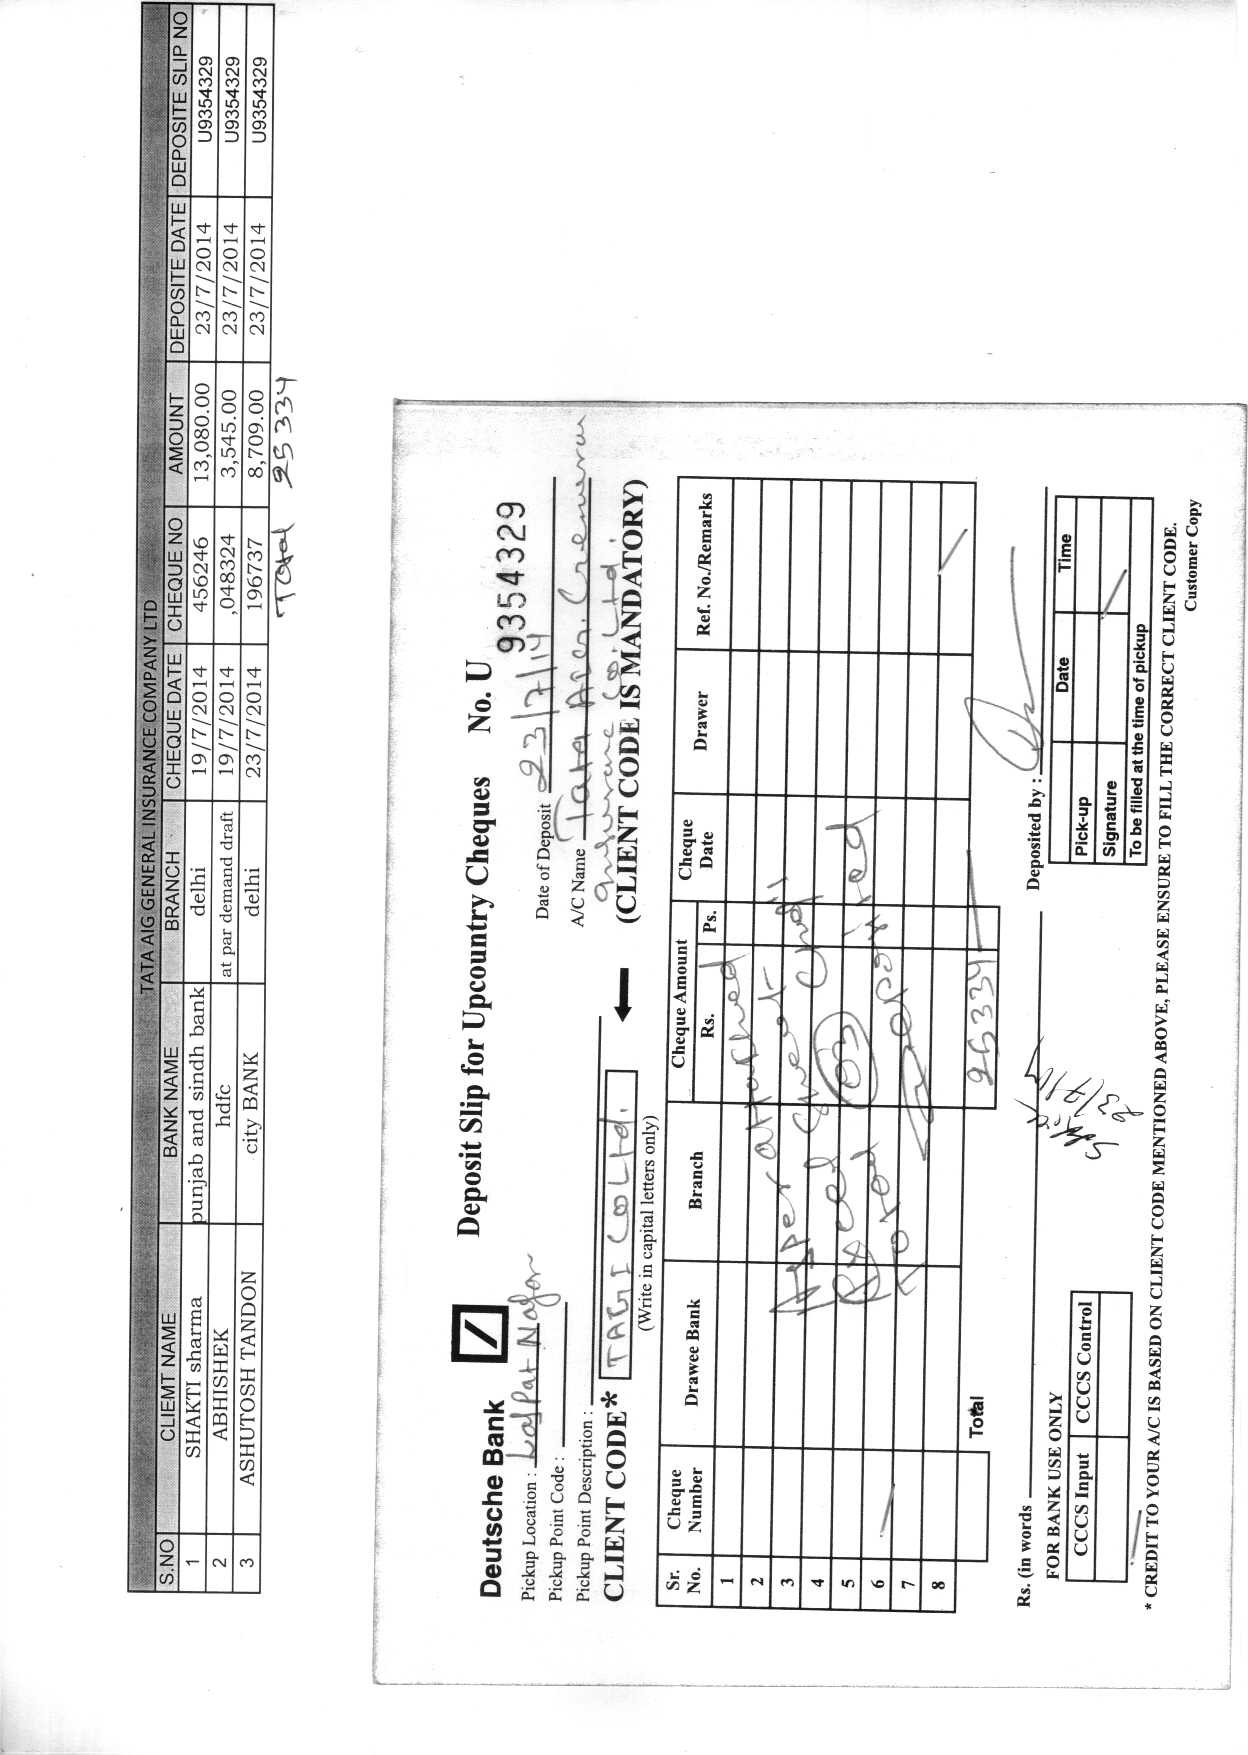 TATA AIG GENERAL INSURANCE COMPANY LTD
S.NO CLIEMT NAME BANK NAME BRANCH CHEQUE DATE CHEQUE NO AMOUNT DEPOSITE DATE DEPOSITE SLIP NO
1 SHAKTI sharma punjab and sindh bank delhi 19/7/2014 456246 13,080.00 23/7/2014 U9354329
2 ABHISHEK hdfc at par demand draft 19/7/2014 ,048324 3,545.00 23/7/2014 U9354329
3 ASHUTOSH TANDON city BANK delhi 23/7/2014 196737 8,709.00 23/7/2014 U9354329
Total 25334
Deutsche Bank Deposit Slip for Upcountry Cheques No. U 9354329
Pickup Location : Lajpat Nagar Date of Deposit 23/7/14
Pickup Point Code : A/C Name Tata
Pickup Point Description : Insurance Co. Ltd.
CLIENT CODE* TAGI CO Ltd. (CLIENT CODE IS MANDATORY)
(Write in capital letters only)
Sr. No. Cheque Number Drawee Bank Branch Cheque Amount Rs. Ps. Cheque Date Drawer Ref. No./Remarks
1
2
3
4
5
6
7
8
As per attached
sheet Chq
03
Total deposited
Total 25334
Rs. (in words Deposited by :
23/7/14
FOR BANK USE ONLY
CCCS Input CCCS Control
Date Time
Pick-up
Signature
To be filled at the time of pickup
* CREDIT TO YOUR A/C IS BASED ON CLIENT CODE MENTIONED ABOVE, PLEASE ENSURE TO FILL THE CORRECT CLIENT CODE.
Customer Copy